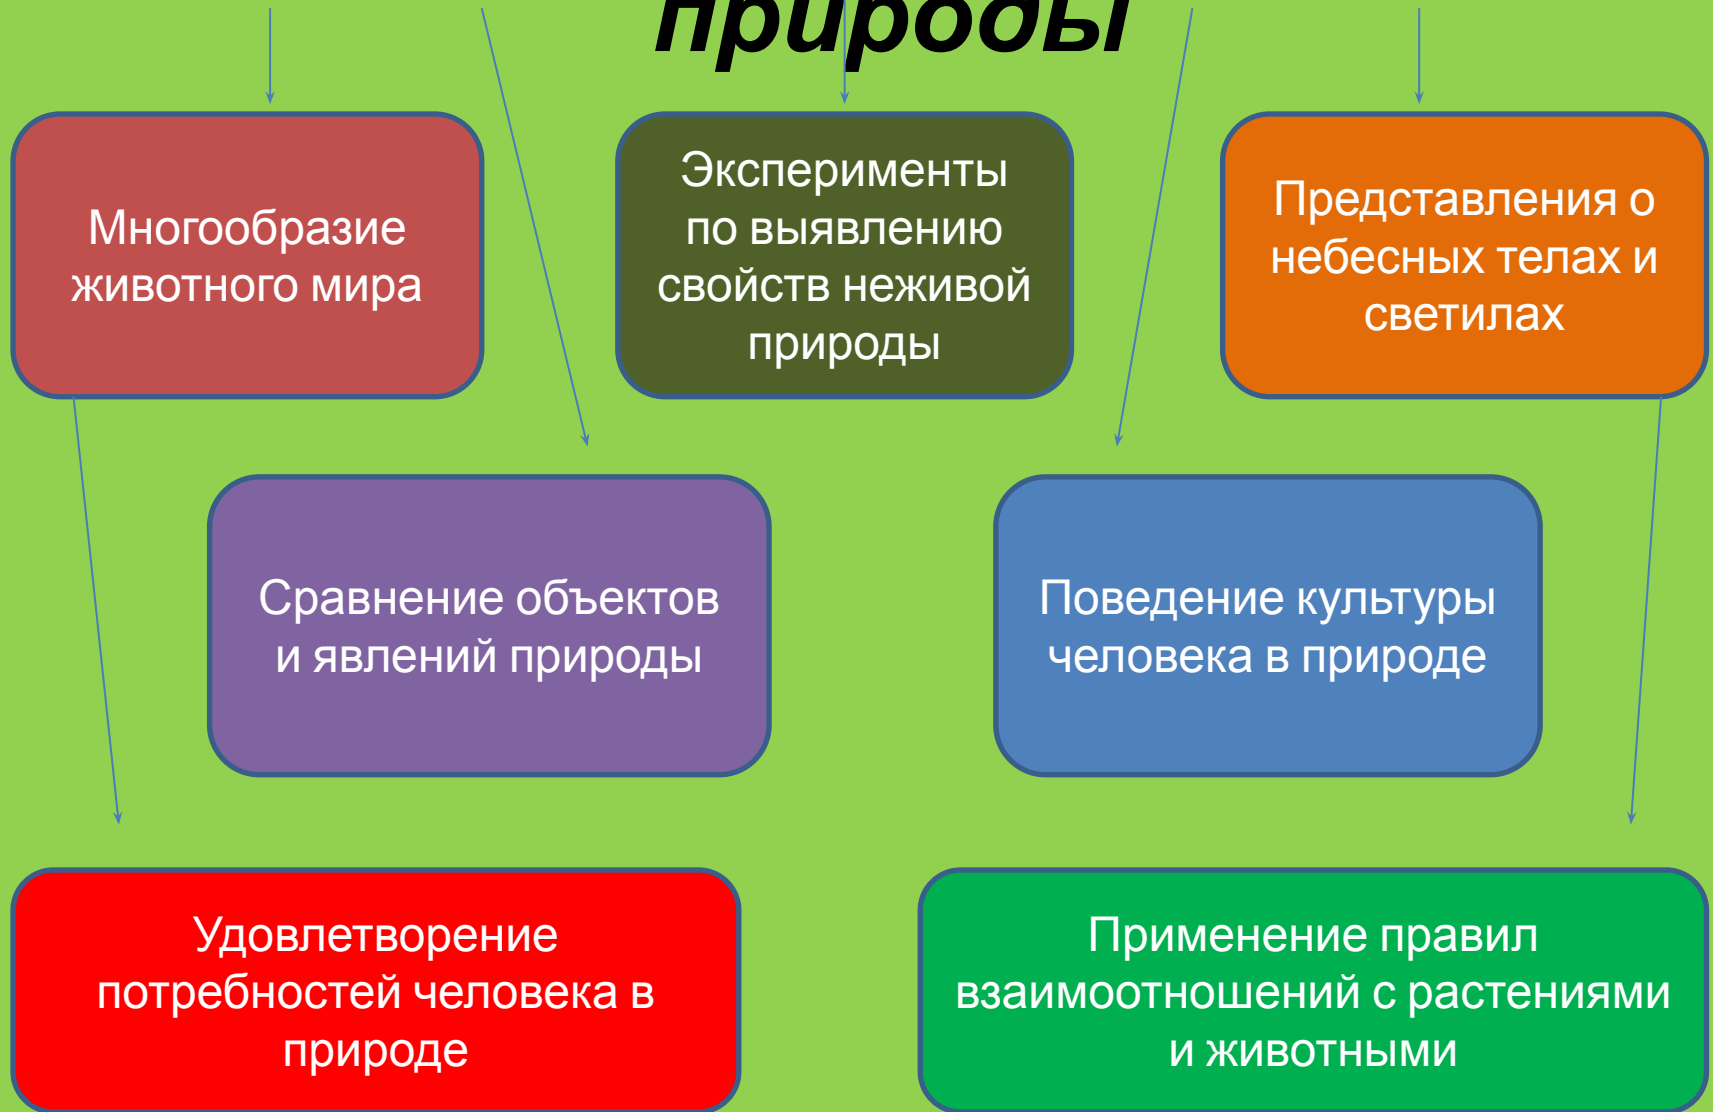 природы
Многообразие
животного мира
Эксперименты
по выявлению
свойств неживой
природы
Представления о
небесных телах и
светилах
Сравнение объектов
и явлений природы
Поведение культуры
человека в природе
Удовлетворение
потребностей человека в
природе
Применение правил
взаимоотношений с растениями
и животными